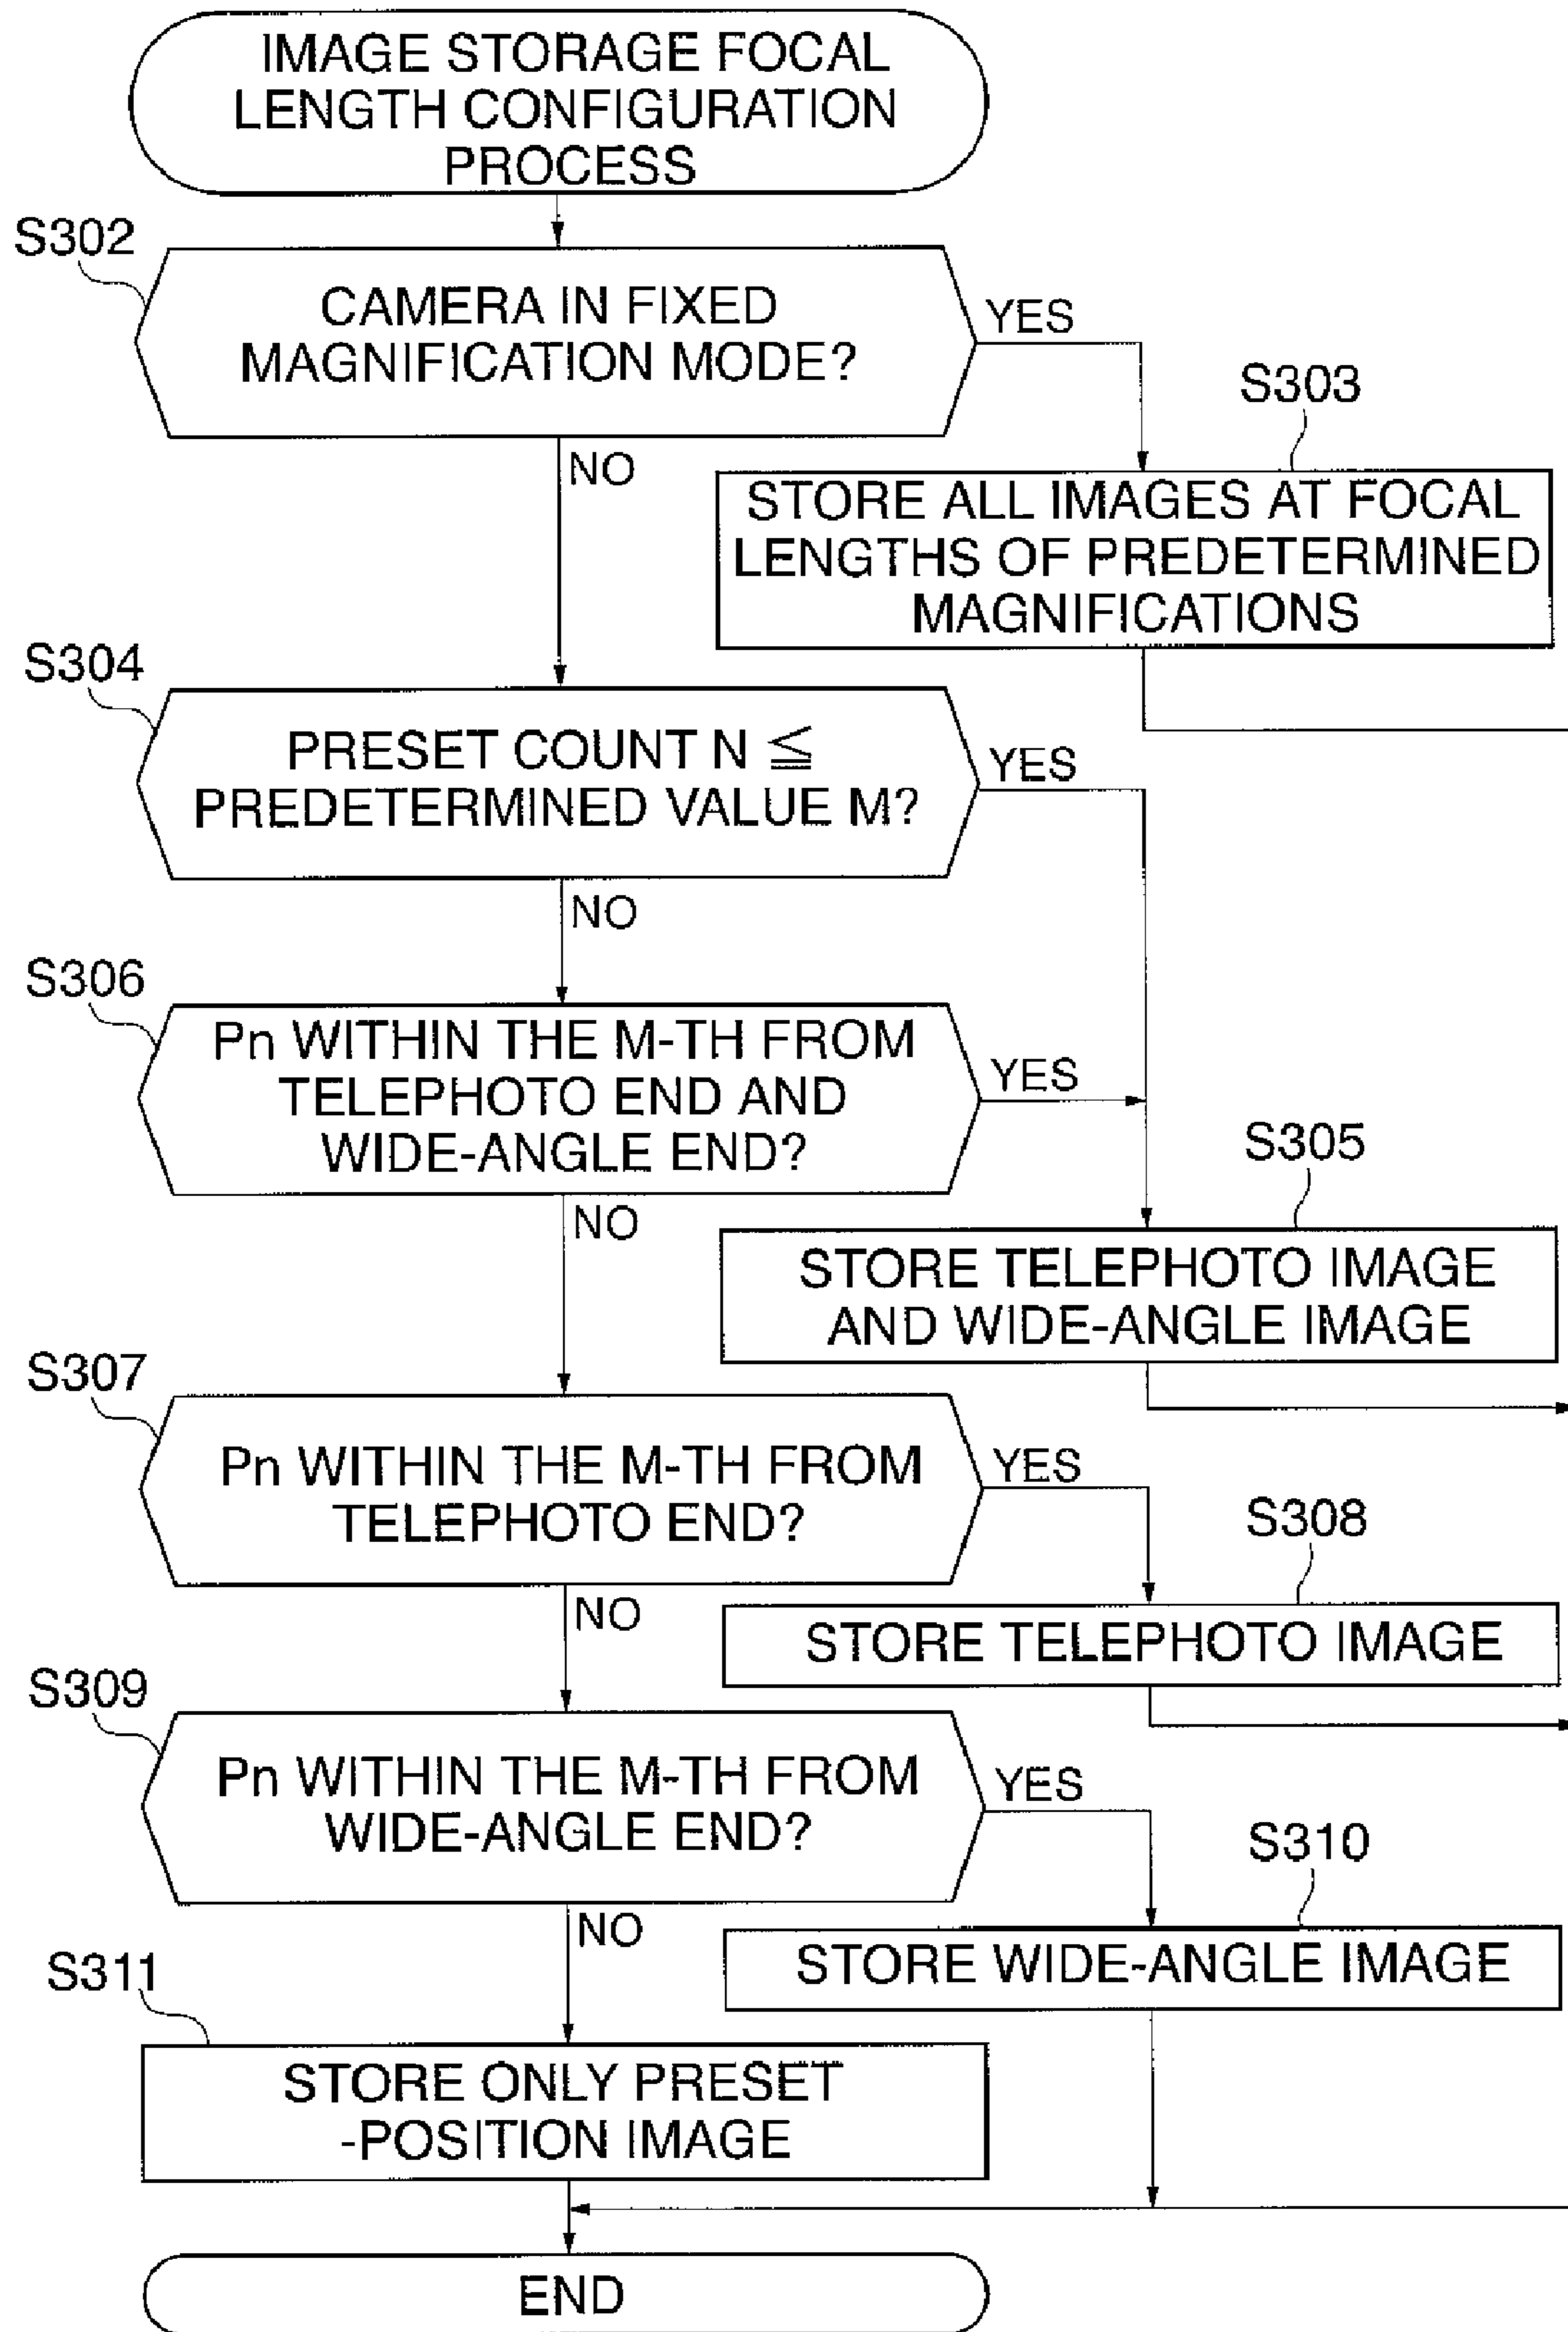 IMAGE STORAGE FOCAL
LENGTH CONFIGURATION
PROCESS
S302
CAMERA IN FIXED
MAGNIFICATION MODE?
YES
NO
S303
STORE ALL IMAGES AT FOCAL
LENGTHS OF PREDETERMINED
MAGNIFICATIONS
S304
PRESET COUNT N ≦
PREDETERMINED VALUE M?
YES
NO
S306
Pn WITHIN THE M-TH FROM
TELEPHOTO END AND
WIDE-ANGLE END?
YES
NO
S305
STORE TELEPHOTO IMAGE
AND WIDE-ANGLE IMAGE
S307
Pn WITHIN THE M-TH FROM
TELEPHOTO END?
YES
NO
S308
STORE TELEPHOTO IMAGE
S309
Pn WITHIN THE M-TH FROM
WIDE-ANGLE END?
YES
NO
S310
STORE WIDE-ANGLE IMAGE
S311
STORE ONLY PRESET
-POSITION IMAGE
END